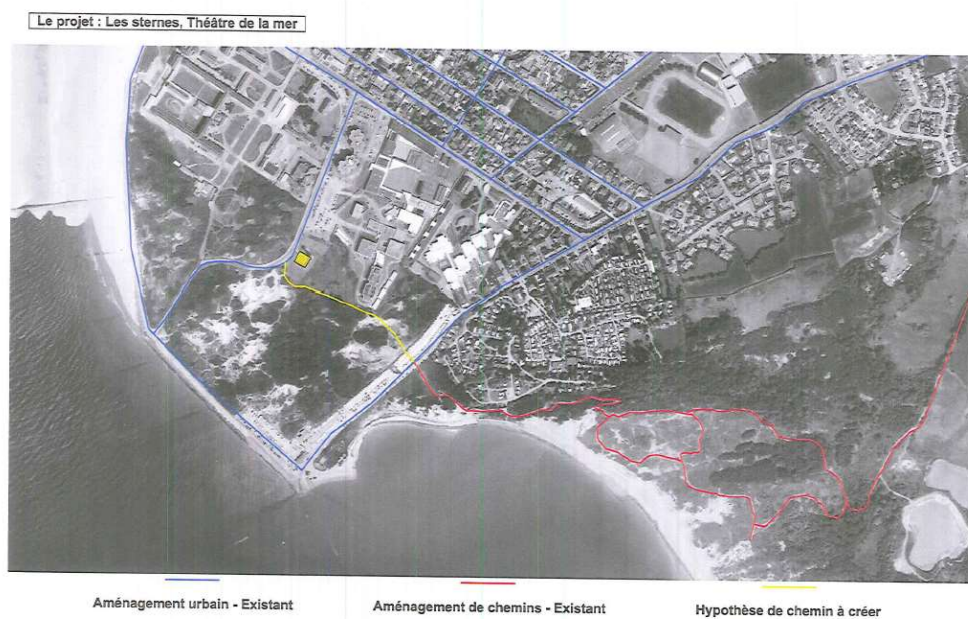 Le projet : Les sternes, Théâtre de la mer
Aménagement urbain - Existant
Aménagement de chemins - Existant
Hypothèse de chemin à créer